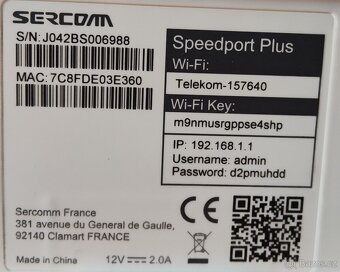 SERCOMM
S/N: J042BS006988
MAC: 7C8FDE03E360
Speedport Plus
Wi-Fi:
Telekom-157640
Wi-Fi Key:
m9nmusrgppse4shp
IP: 192.168.1.1
Username: admin
Password: d2pmuhdd
Sercomm France
381 avenue du General de Gaulle,
92140 Clamart FRANCE
Made in China
12V 2.0A